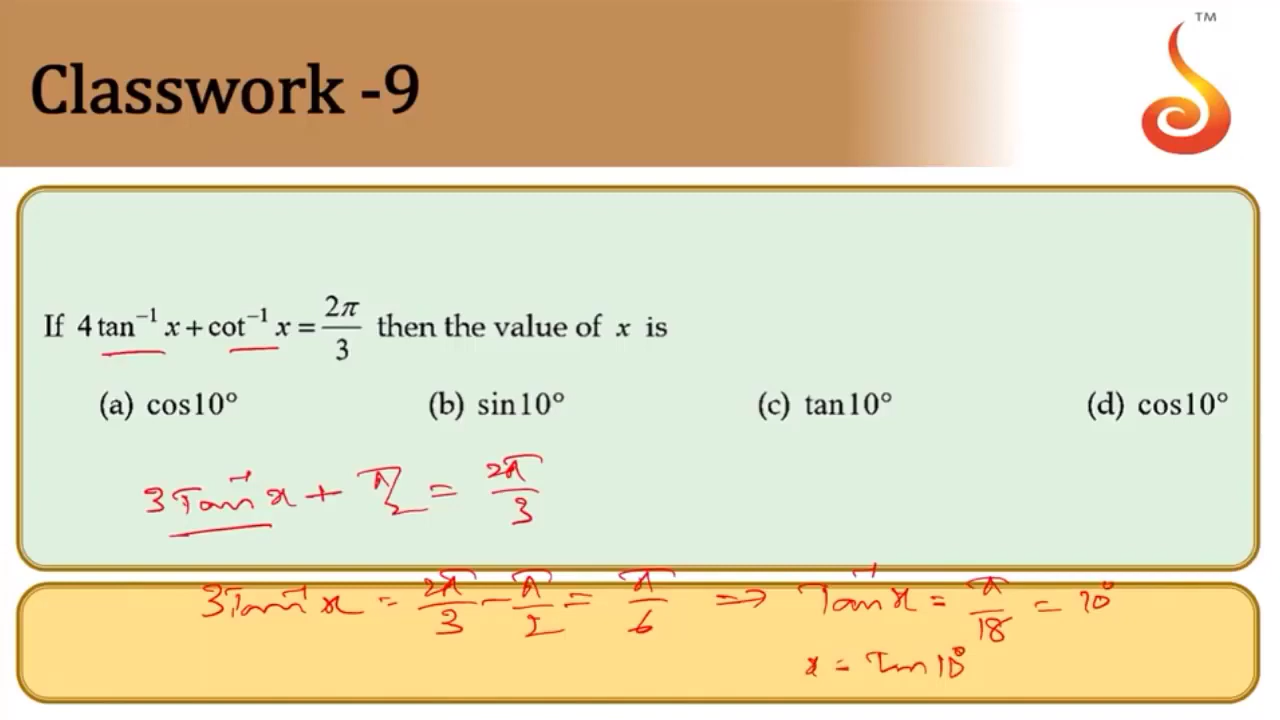 TM
Classwork -9
If 4 tan⁻¹ x + cot⁻¹ x = 2π/3 then the value of x is
(a) cos10° (b) sin10° (c) tan10° (d) cos10°
3 Tan⁻¹ x + π/2 = 2π/3
3 Tan⁻¹ x = 2π/3 − π/2 = π/6 ⇒ Tan⁻¹ x = π/18 = 10°
x = Tan 10°